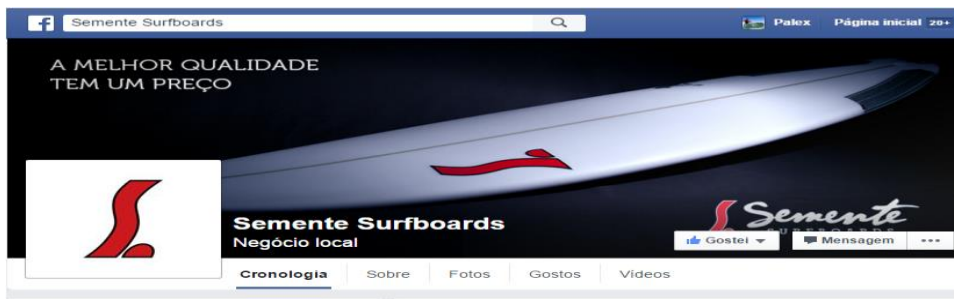 f Semente Surfboards Palex Página inicial 20+
A MELHOR QUALIDADE
TEM UM PREÇO
Semente
SURFBOARDS
Semente Surfboards
Negócio local
Gostei Mensagem
Cronologia Sobre Fotos Gostos Vídeos